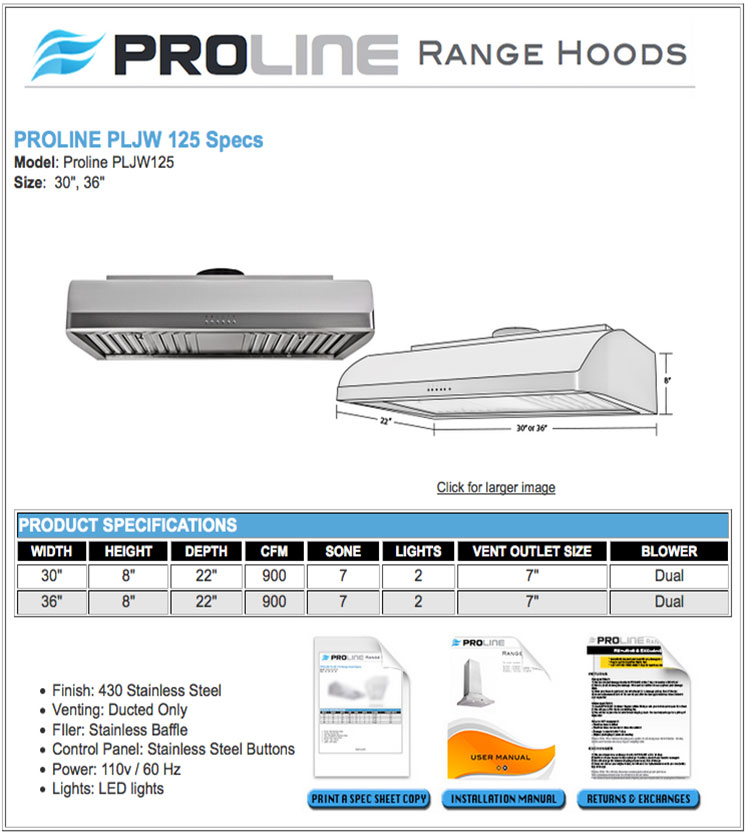 PROLINE RANGE HOODS
PROLINE PLJW 125 Specs
Model: Proline PLJW125
Size: 30", 36"
8"
22"
30"or 36"
Click for larger image
PRODUCT SPECIFICATIONS
WIDTH HEIGHT DEPTH CFM SONE LIGHTS VENT OUTLET SIZE BLOWER
30" 8" 22" 900 7 2 7" Dual
36" 8" 22" 900 7 2 7" Dual
Finish: 430 Stainless Steel
Venting: Ducted Only
FIler: Stainless Baffle
Control Panel: Stainless Steel Buttons
Power: 110v / 60 Hz
Lights: LED lights
PROLINE RANGE
PROLINE
RANGE
USER MANUAL
PROLINE
RETURNS
EXCHANGES
PRINT A SPEC SHEET COPY
INSTALLATION MANUAL
RETURNS & EXCHANGES